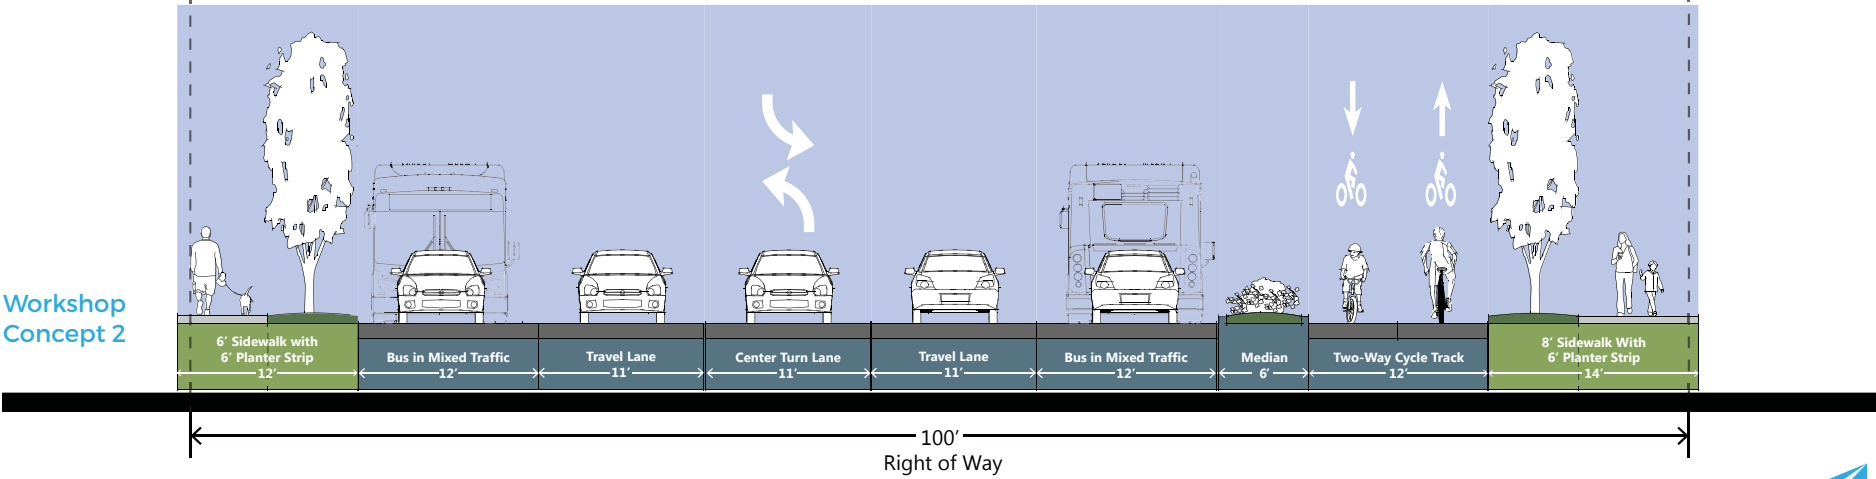 Workshop
Concept 2
6’ Sidewalk with
6’ Planter Strip
12’
Bus in Mixed Traffic
12’
Travel Lane
11’
Center Turn Lane
11’
Travel Lane
11’
Bus in Mixed Traffic
12’
Median
6’
Two-Way Cycle Track
12’
8’ Sidewalk With
6’ Planter Strip
14’
100’
Right of Way